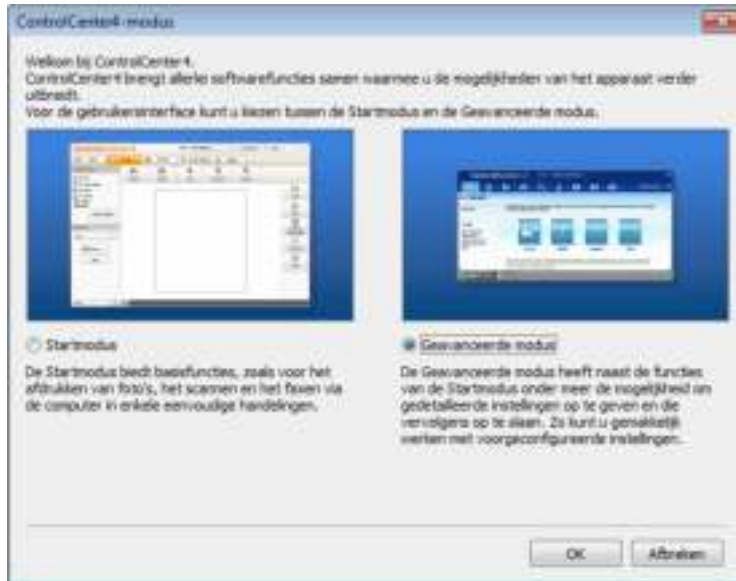 ControlCenter4-modus
Welkom bij ControlCenter4.
ControlCenter4 brengt allerlei softwarefuncties samen waarmee u de mogelijkheden van het apparaat verder
uitbreidt.
Voor de gebruikersinterface kunt u kiezen tussen de Startmodus en de Geavanceerde modus.
Startmodus
De Startmodus biedt basisfuncties, zoals voor het
afdrukken van foto's, het scannen en het faxen via
de computer in enkele eenvoudige handelingen.
Geavanceerde modus
De Geavanceerde modus heeft naast de functies
van de Startmodus onder meer de mogelijkheid om
gedetailleerde instellingen op te geven en die
vervolgens op te slaan. Zo kunt u gemakkelijk
werken met voorgeconfigureerde instellingen.
OK
Afbreken